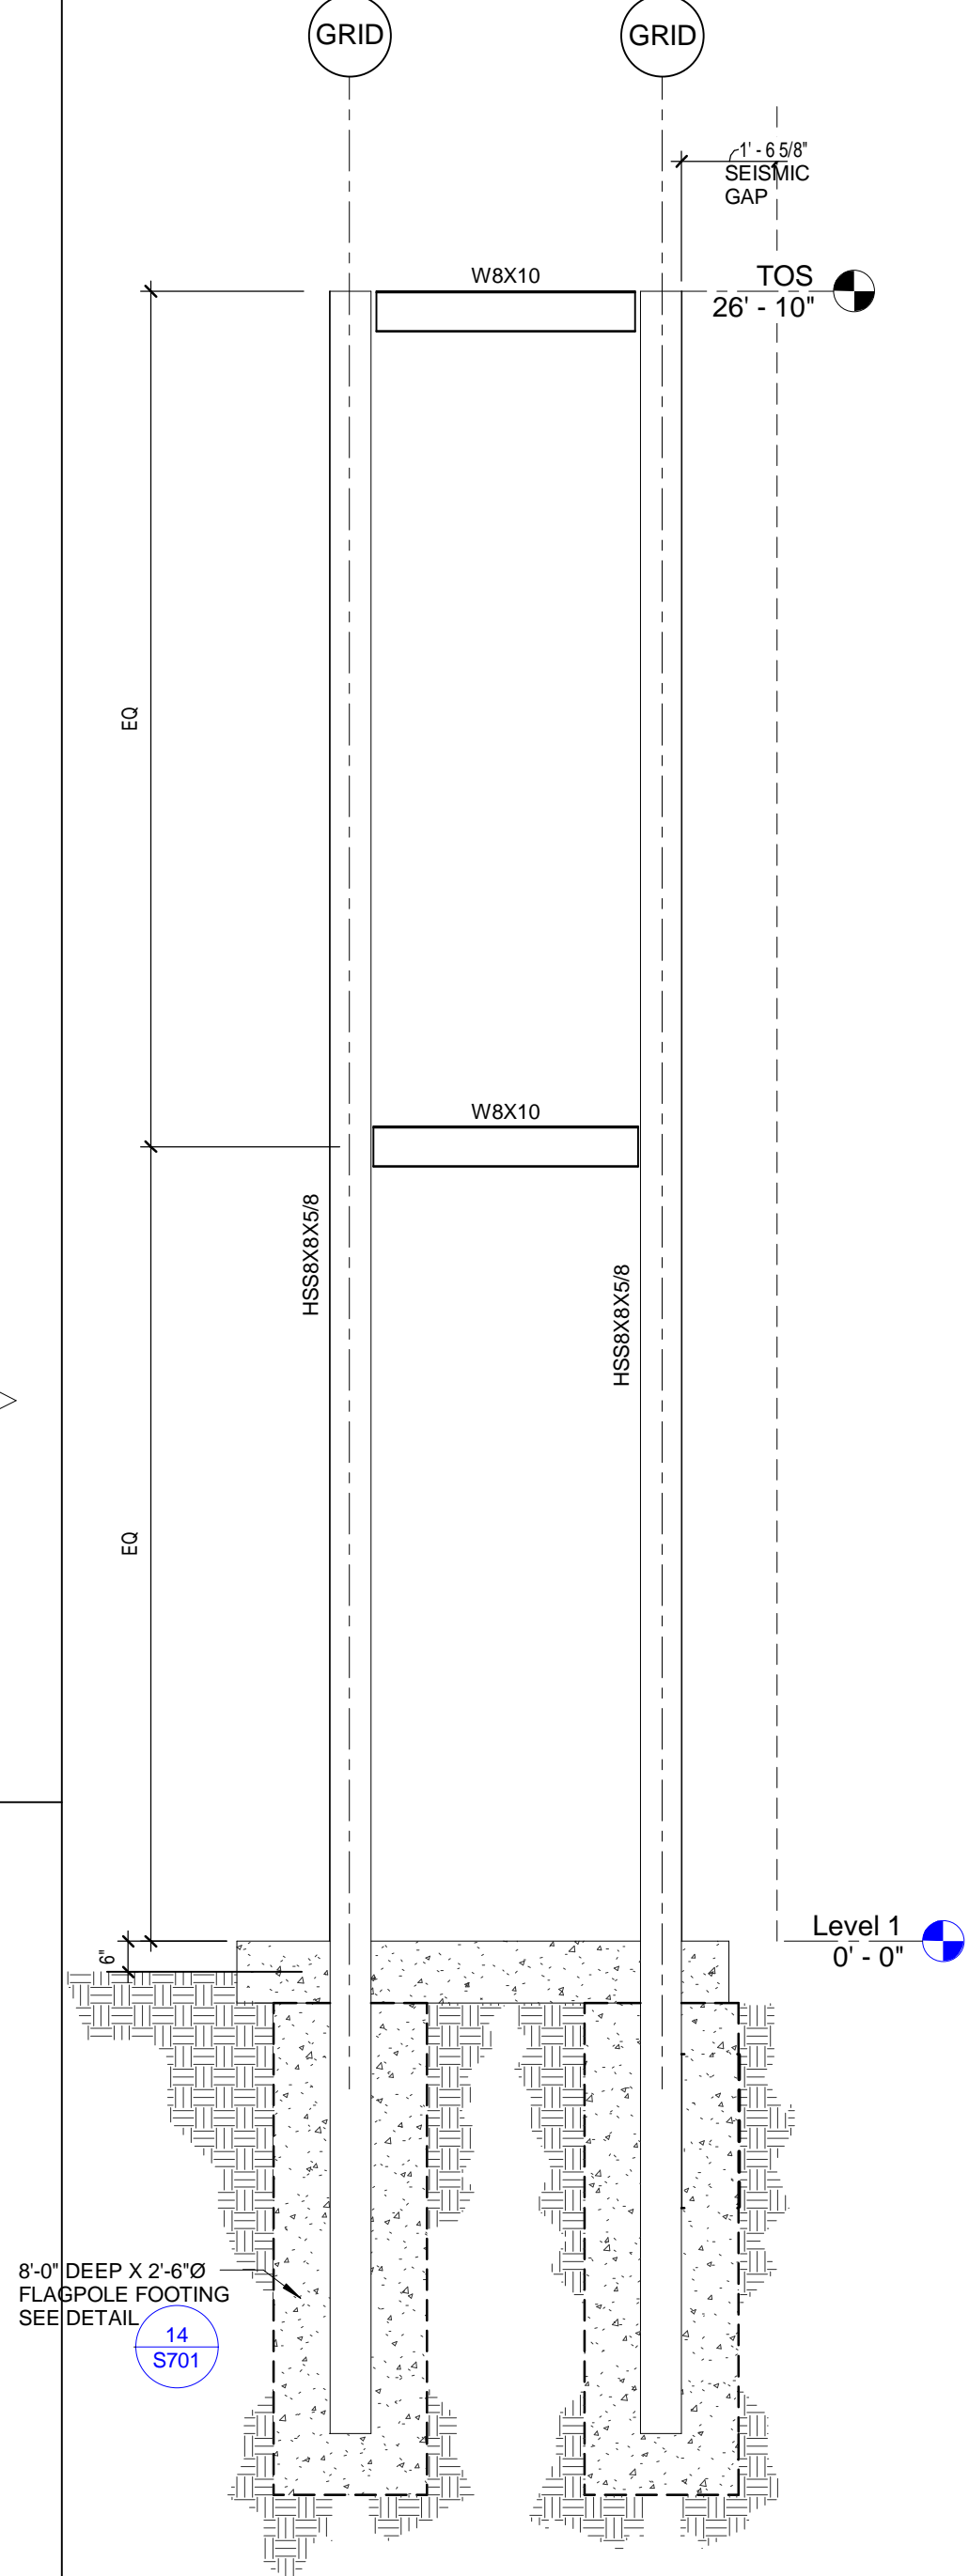 GRID
GRID
1' - 6 5/8"
SEISMIC
GAP
W8X10
TOS
26' - 10"
EQ
W8X10
HSS8X8X5/8
HSS8X8X5/8
EQ
Level 1
0' - 0"
6"
8'-0" DEEP X 2'-6"Ø
FLAGPOLE FOOTING
SEE DETAIL
14
S701